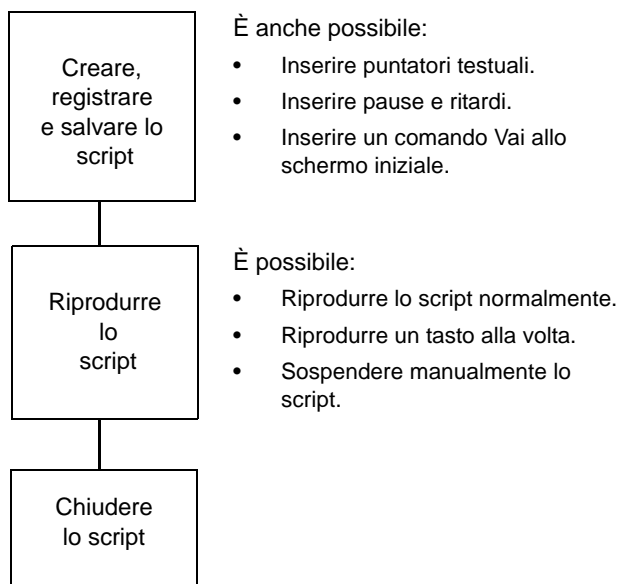 Creare,
registrare
e salvare lo
script
È anche possibile:
• Inserire puntatori testuali.
• Inserire pause e ritardi.
• Inserire un comando Vai allo
schermo iniziale.
Riprodurre
lo
script
È possibile:
• Riprodurre lo script normalmente.
• Riprodurre un tasto alla volta.
• Sospendere manualmente lo
script.
Chiudere
lo script